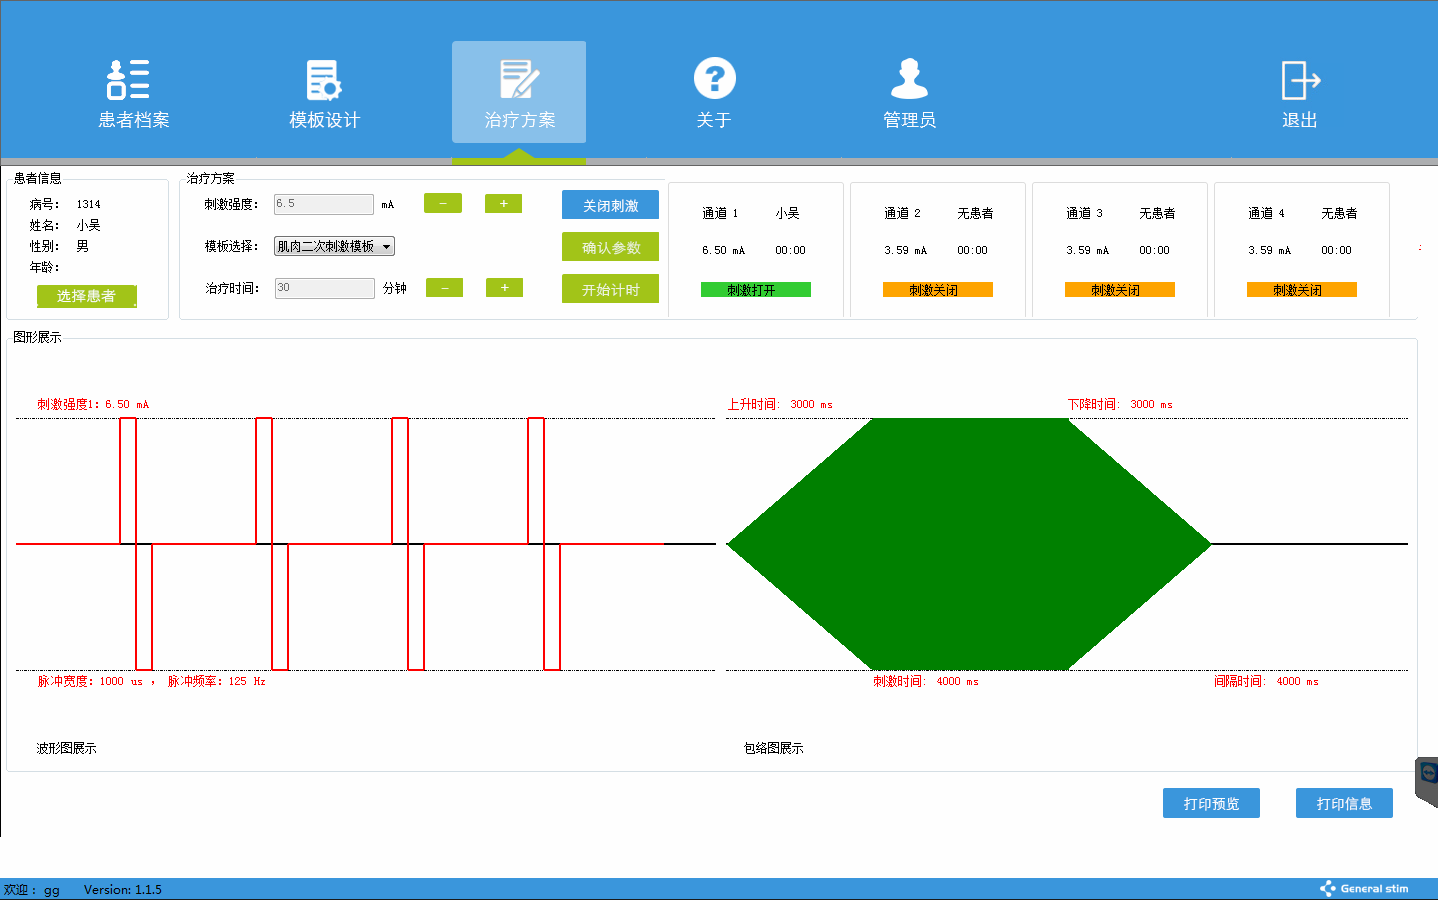 患者档案
模板设计
治疗方案
关于
管理员
退出
患者信息
病号： 1314
姓名： 小吴
性别： 男
年龄：
选择患者
治疗方案
刺激强度： 6.5 mA － ＋ 关闭刺激
模板选择： 肌肉二次刺激模板 确认参数
治疗时间： 30 分钟 － ＋ 开始计时
通道 1 小吴
6.50 mA 00:00
刺激打开
通道 2 无患者
3.59 mA 00:00
刺激关闭
通道 3 无患者
3.59 mA 00:00
刺激关闭
通道 4 无患者
3.59 mA 00:00
刺激关闭
图形展示
刺激强度1: 6.50 mA
上升时间: 3000 ms
下降时间: 3000 ms
脉冲宽度: 1000 us ， 脉冲频率: 125 Hz
刺激时间: 4000 ms
间隔时间: 4000 ms
波形图展示
包络图展示
打印预览
打印信息
欢迎： gg Version: 1.1.5
General stim